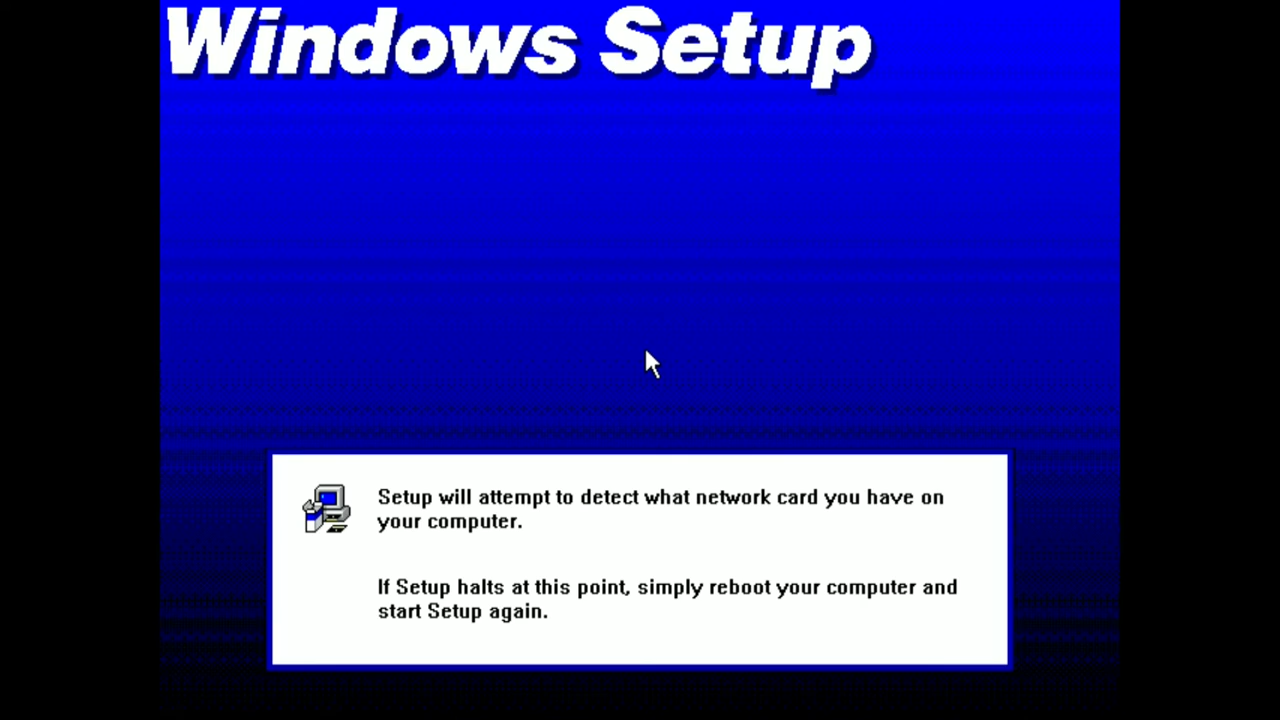 Windows Setup
Setup will attempt to detect what network card you have on
your computer.
If Setup halts at this point, simply reboot your computer and
start Setup again.